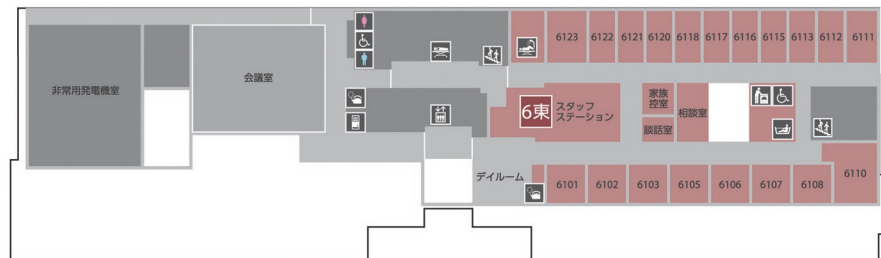 6123
6122
6121
6120
6118
6117
6116
6115
6113
6112
6111
非常用発電機室
会議室
6東
スタッフ
ステーション
家族
控室
談話室
相談室
デイルーム
6101
6102
6103
6105
6106
6107
6108
6110